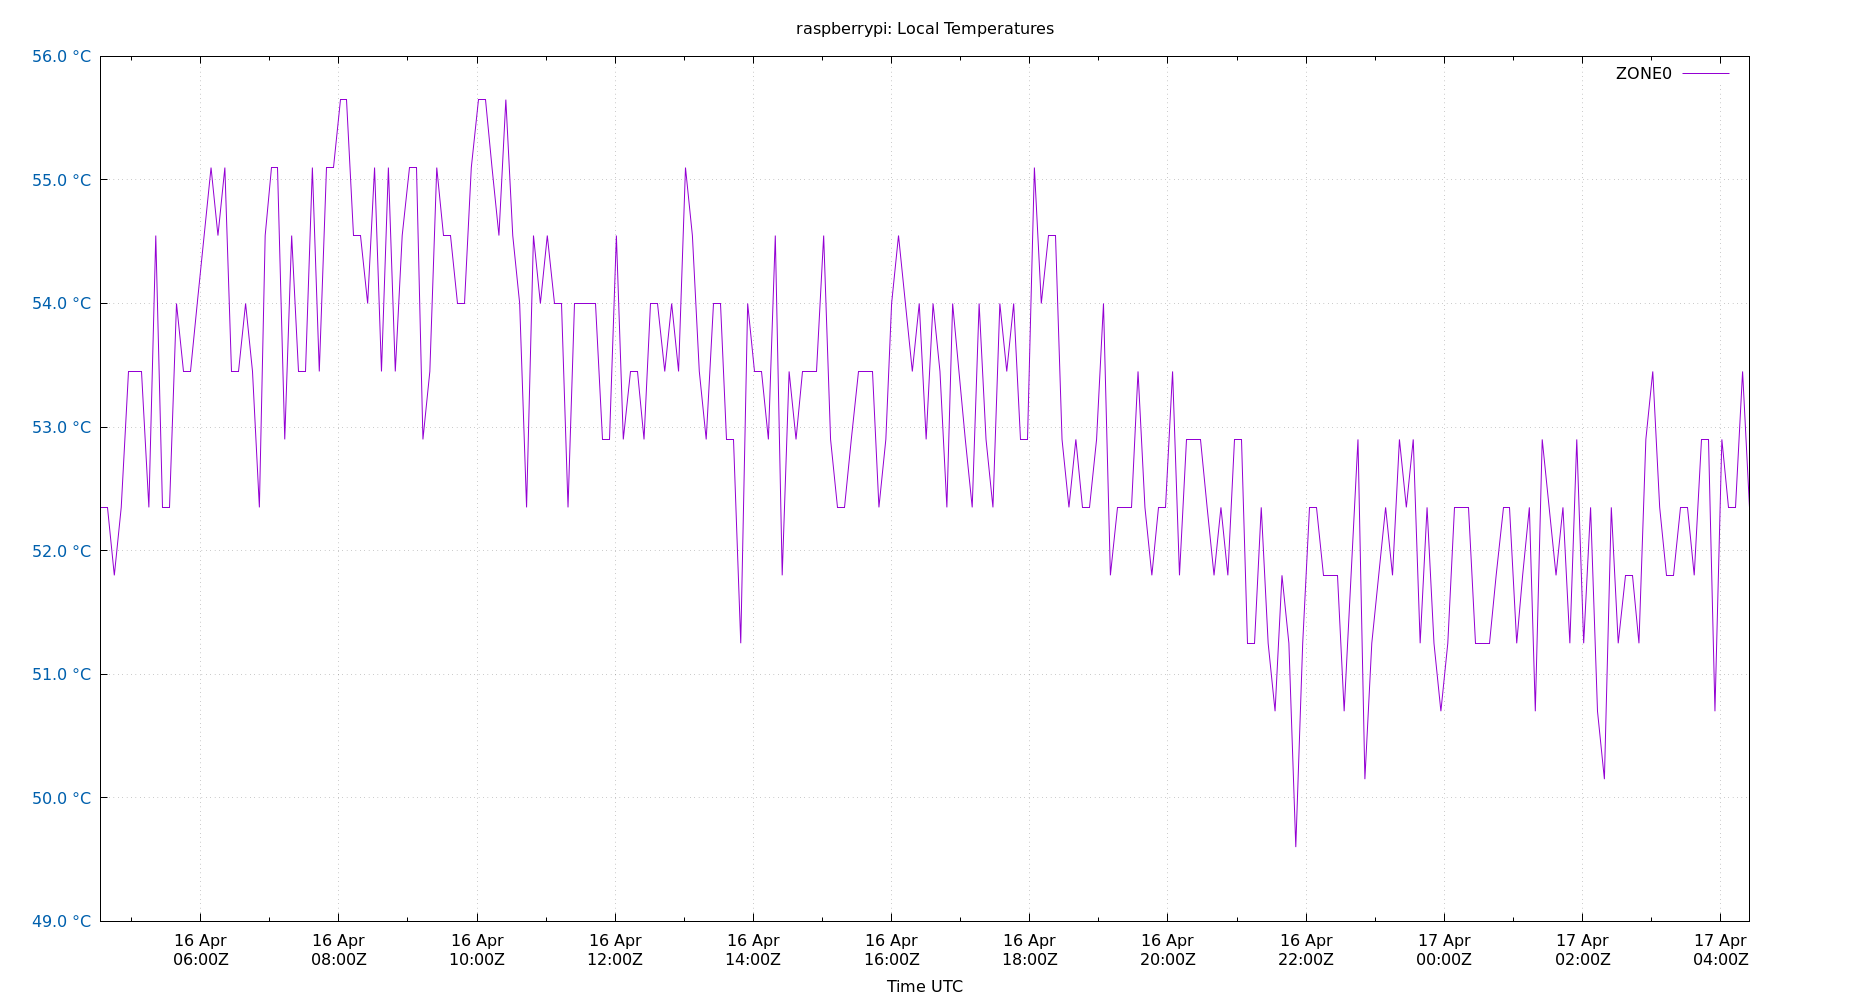 raspberrypi: Local Temperatures
56.0 °C
ZONE0
55.0 °C
54.0 °C
53.0 °C
52.0 °C
51.0 °C
50.0 °C
49.0 °C
16 Apr 16 Apr 16 Apr 16 Apr 16 Apr 16 Apr 16 Apr 16 Apr 16 Apr 17 Apr 17 Apr 17 Apr
06:00Z 08:00Z 10:00Z 12:00Z 14:00Z 16:00Z 18:00Z 20:00Z 22:00Z 00:00Z 02:00Z 04:00Z
Time UTC